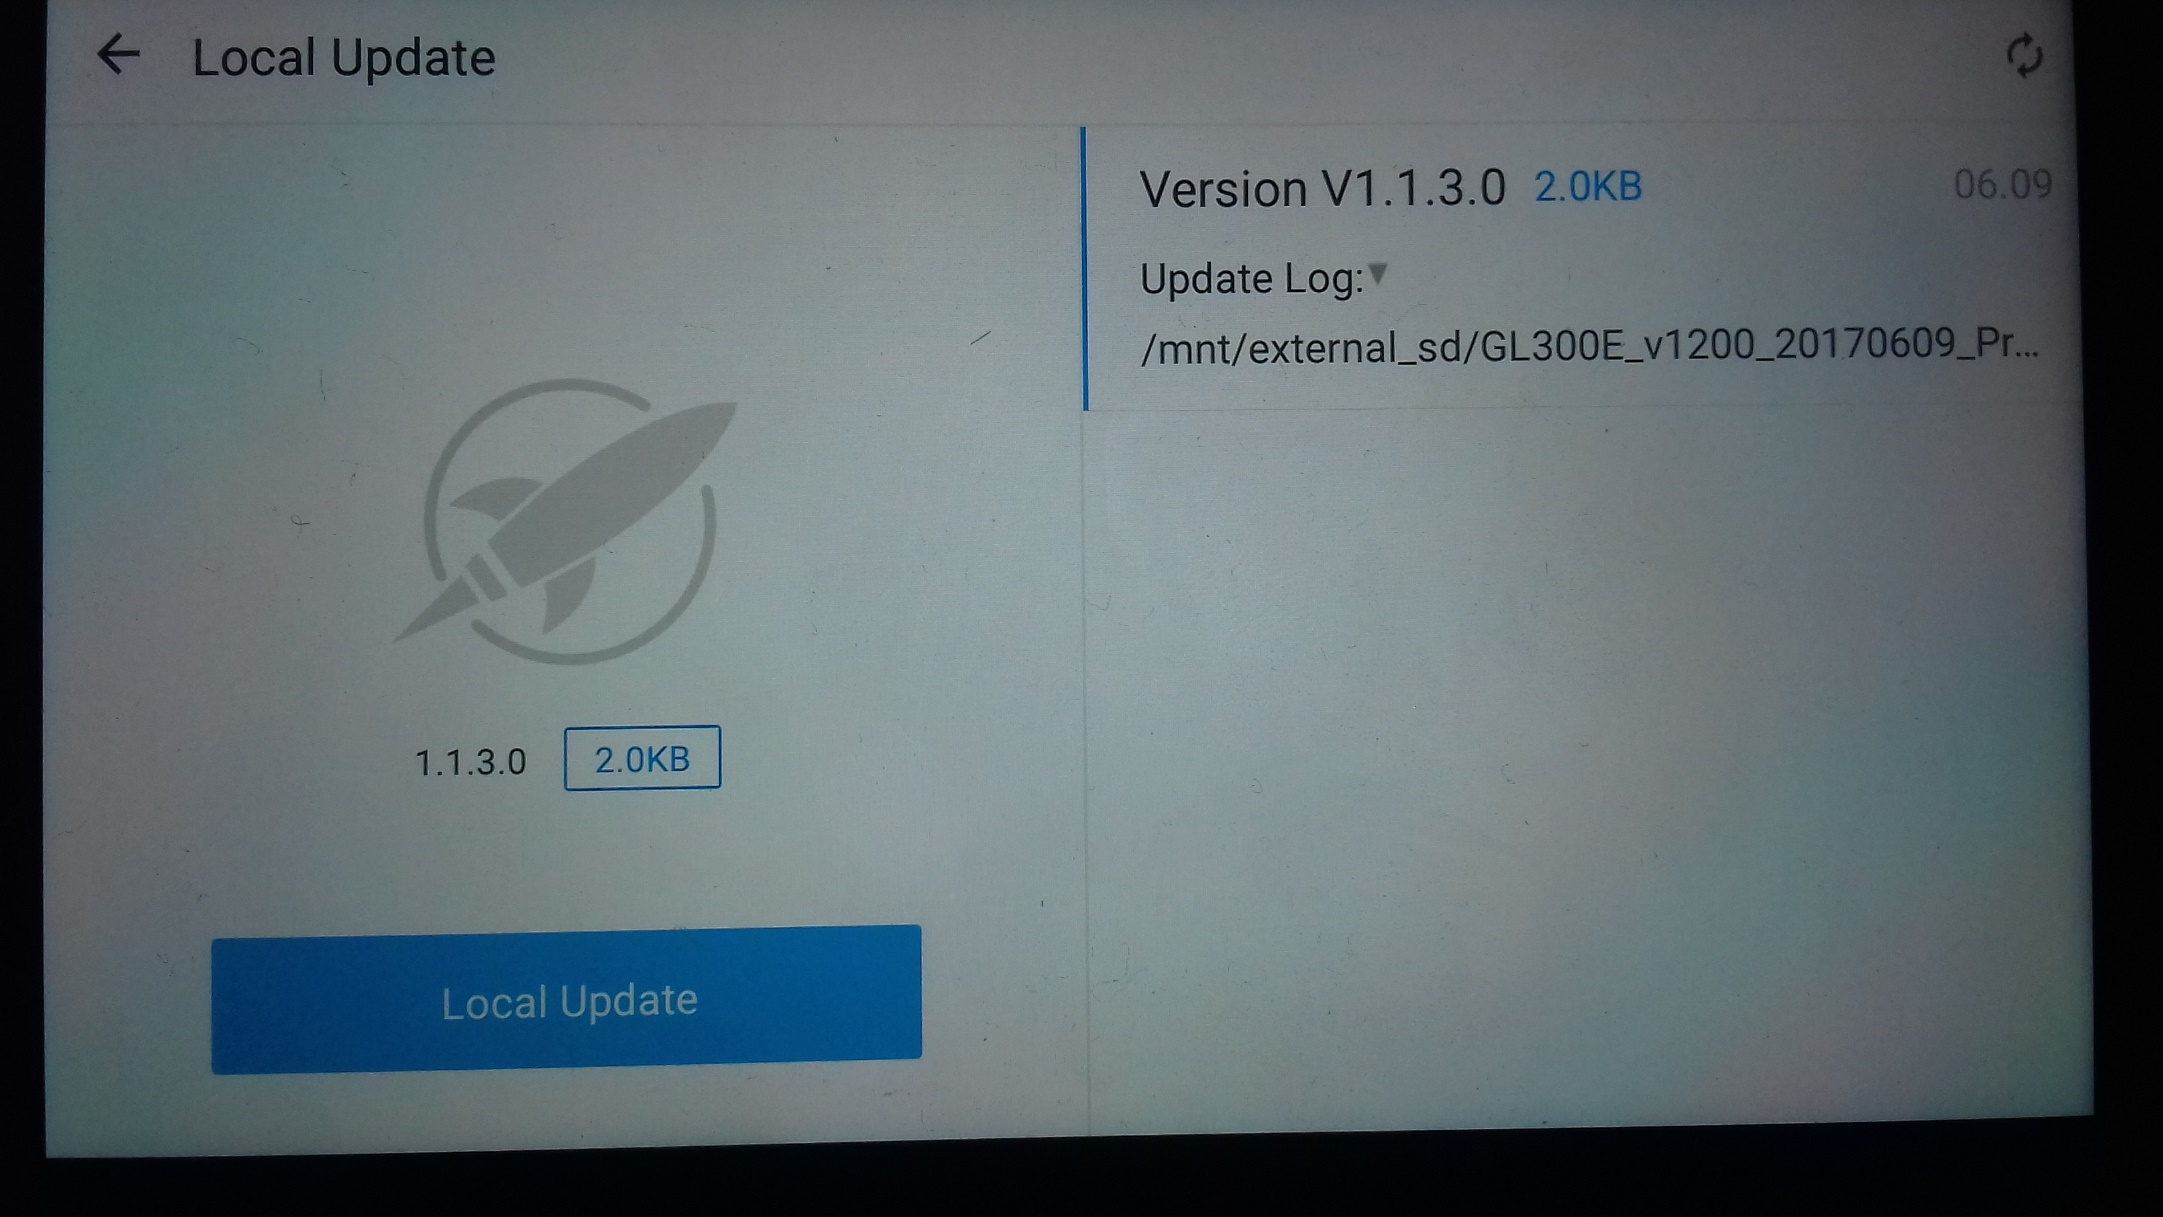 Local Update
Version V1.1.3.0 2.0KB 06.09
Update Log:▼
/mnt/external_sd/GL300E_v1200_20170609_Pr...
1.1.3.0 2.0KB
Local Update